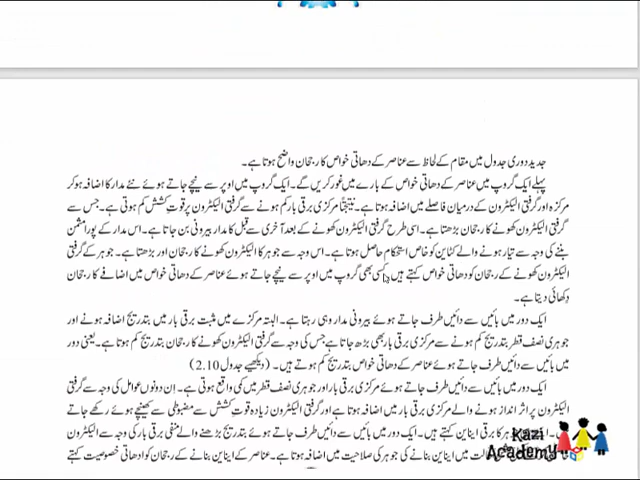 جدید دوری جدول میں مقام کے لحاظ سے عناصر کے دھاتی خواص کا رجحان واضح ہوتا ہے۔
پہلے ایک گروپ میں عناصر کے دھاتی خواص کے بارے میں غور کریں گے۔ ایک گروپ میں اوپر سے نیچے جاتے ہوئے نئے مدار کا اضافہ ہو کر
مرکزہ اور گرفتی الیکٹرون کے درمیان فاصلے میں اضافہ ہوتا ہے۔ نتیجتاً مرکزی برقی بار کم ہونے سے گرفتی الیکٹرون پر قوت کشش کم ہوتی ہے۔ جس سے
گرفتی الیکٹرون کھونے کا رجحان بڑھتا ہے۔ اسی طرح گرفتی الیکٹرون کھونے کے بعد آخری سے قبل کا مدار بیرونی بن جاتا ہے۔ اس مدار کے پورا مثمن
بننے کی وجہ سے تیار ہونے والے کٹاین کو خاص استحکام حاصل ہوتا ہے۔ اس وجہ سے جوہر کا الیکٹرون کھونے کا رجحان اور بڑھتا ہے۔ جوہر کے گرفتی
الیکٹرون کھونے کے رجحان کو دھاتی خواص کہتے ہیں۔ کسی بھی گروپ میں اوپر سے نیچے جاتے ہوئے عناصر کے دھاتی خواص میں اضافے کا رجحان
دکھائی دیتا ہے۔
ایک دور میں بائیں سے دائیں طرف جاتے ہوئے بیرونی مدار وہی رہتا ہے۔ البتہ مرکزے میں مثبت برقی بار میں بتدریج اضافہ ہونے اور
جوہری نصف قطر بتدریج کم ہونے سے مرکزی برقی بار بھی بڑھ جاتا ہے جس کی وجہ سے گرفتی الیکٹرون کھونے کا رجحان بتدریج کم ہوتا ہے۔ یعنی دور
میں بائیں سے دائیں طرف جاتے ہوئے عناصر کے دھاتی خواص بتدریج کم ہوتے ہیں۔ (دیکھیے جدول 2.10)
ایک دور میں بائیں سے دائیں طرف جاتے ہوئے مرکزی برقی بار اور جوہری نصف قطر میں کمی واقع ہوتی ہے۔ ان دونوں عوامل کی وجہ سے گرفتی
الیکٹرون پر اثر انداز ہونے والے مرکزی برقی بار میں اضافہ ہوتا ہے اور گرفتی الیکٹرون زیادہ قوت کشش سے مضبوطی سے کھینچے ہوئے رکھے جاتے
کا برقی ایناین کہتے ہیں۔ ایک دور میں بائیں سے دائیں طرف جاتے ہوئے بتدریج بڑھنے والے منفی برقی بار کی وجہ سے الیکٹرون
حالت میں ایناین بنانے کی جوہر کی صلاحیت میں اضافہ ہوتا ہے۔ عناصر کے ایناین بنانے کے رجحان کو ادھاتی خصوصیت کہتے
Kazi
Academy